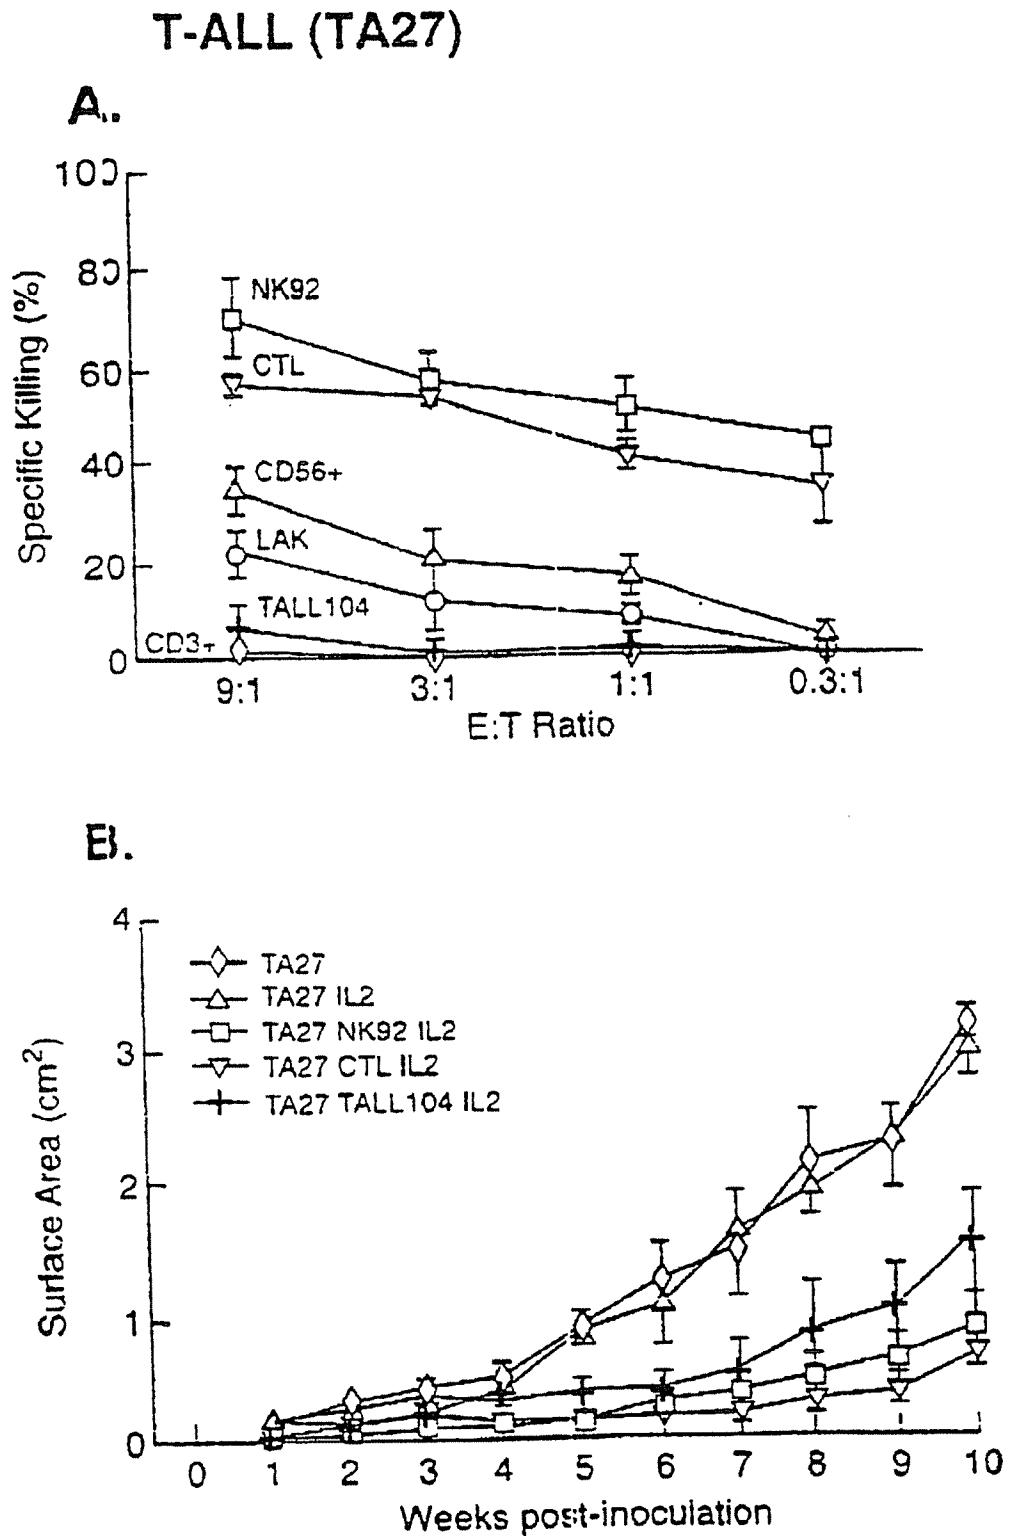 T-ALL (TA27)
A.
100
80
60
40
20
0
Specific Killing (%)
NK92
CTL
CD56+
LAK
TALL104
CD3+
9:1 3:1 1:1 0.3:1
E:T Ratio
B.
4
3
2
1
0
Surface Area (cm²)
TA27
TA27 IL2
TA27 NK92 IL2
TA27 CTL IL2
TA27 TALL104 IL2
0 1 2 3 4 5 6 7 8 9 10
Weeks post-inoculation